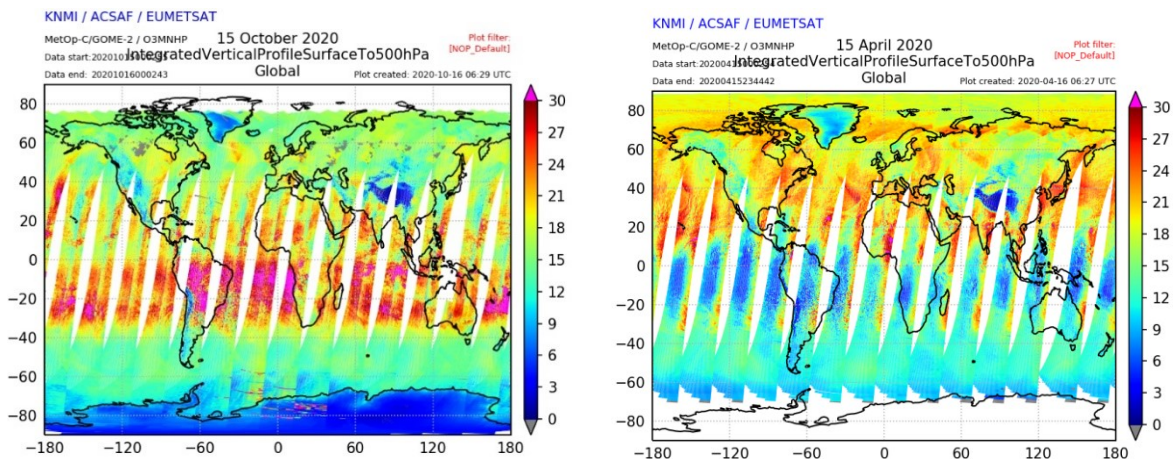 KNMI / ACSAF / EUMETSAT
MetOp-C/GOME-2 / O3MNHP
15 October 2020
Plot filter:
[NOP_Default]
Data start:
IntegratedVerticalProfileSurfaceTo500hPa
Data end: 20201016000243
Global
Plot created: 2020-10-16 06:29 UTC
80
60
40
20
0
−20
−40
−60
−80
−180
−120
−60
0
60
120
180
30
27
24
21
18
15
12
9
6
3
0
KNMI / ACSAF / EUMETSAT
MetOp-C/GOME-2 / O3MNHP
15 April 2020
Plot filter:
[NOP_Default]
Data start:
IntegratedVerticalProfileSurfaceTo500hPa
Data end: 20200415234442
Global
Plot created: 2020-04-16 06:27 UTC
80
60
40
20
0
−20
−40
−60
−80
−180
−120
−60
0
60
120
180
30
27
24
21
18
15
12
9
6
3
0